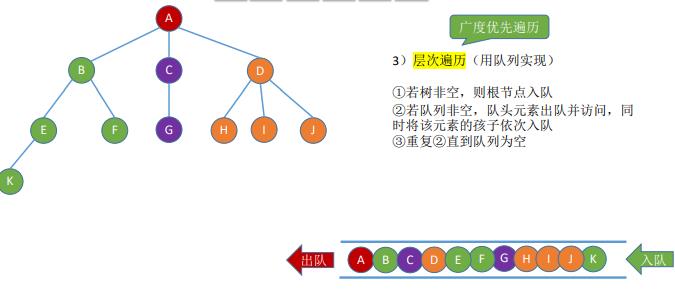 A
广度优先遍历
3）层次遍历（用队列实现）
B
C
D
①若树非空，则根节点入队
②若队列非空，队头元素出队并访问，同
时将该元素的孩子依次入队
③重复②直到队列为空
E
F
G
H
I
J
K
出队
A
B
C
D
E
F
G
H
I
J
K
入队